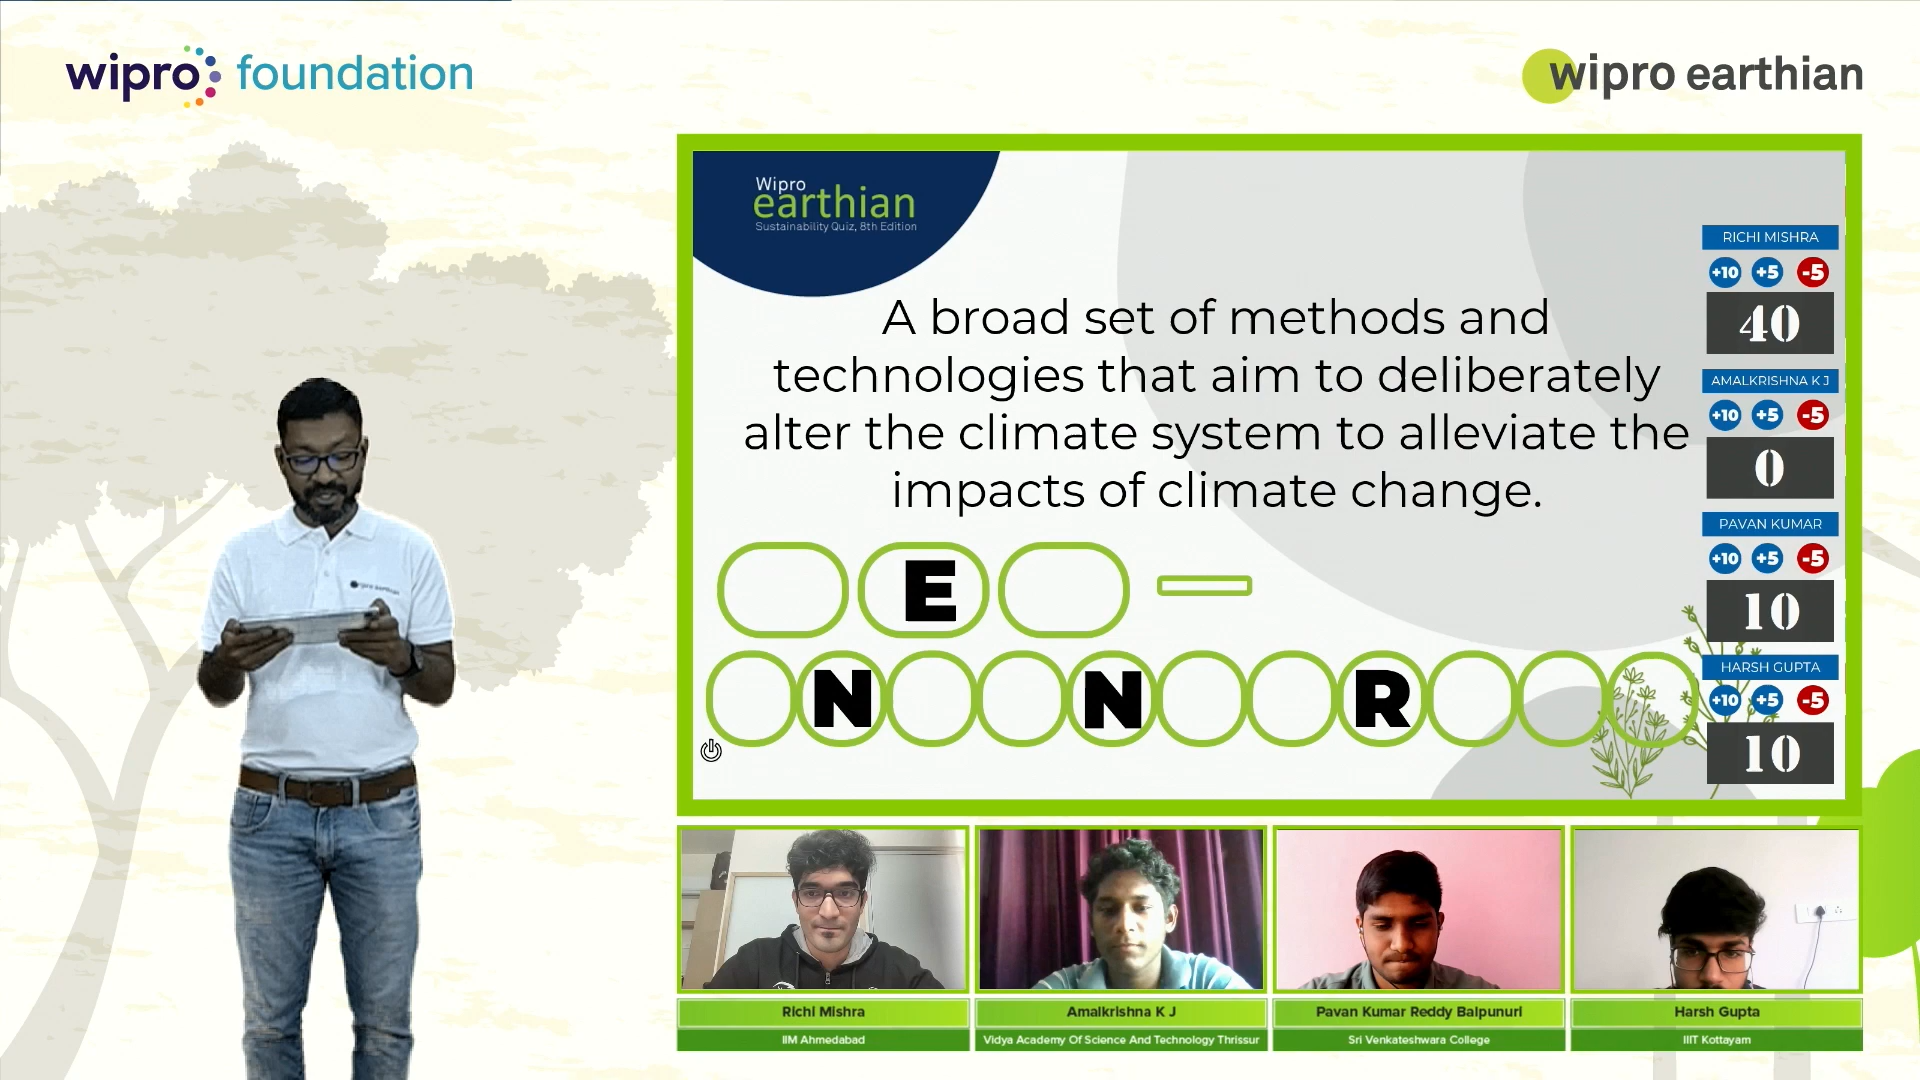 wipro foundation
wipro earthian
Wipro
earthian
Sustainability Quiz, 8th Edition
A broad set of methods and
technologies that aim to deliberately
alter the climate system to alleviate the
impacts of climate change.
E
N N R
RICHI MISHRA
+10 +5 -5
40
AMALKRISHNA K J
+10 +5 -5
0
PAVAN KUMAR
+10 +5 -5
10
HARSH GUPTA
+10 +5 -5
10
wipro earthian
Richi Mishra
IIM Ahmedabad
Amalkrishna K J
Vidya Academy Of Science And Technology Thrissur
Pavan Kumar Reddy Balpunuri
Sri Venkateshwara College
Harsh Gupta
IIIT Kottayam